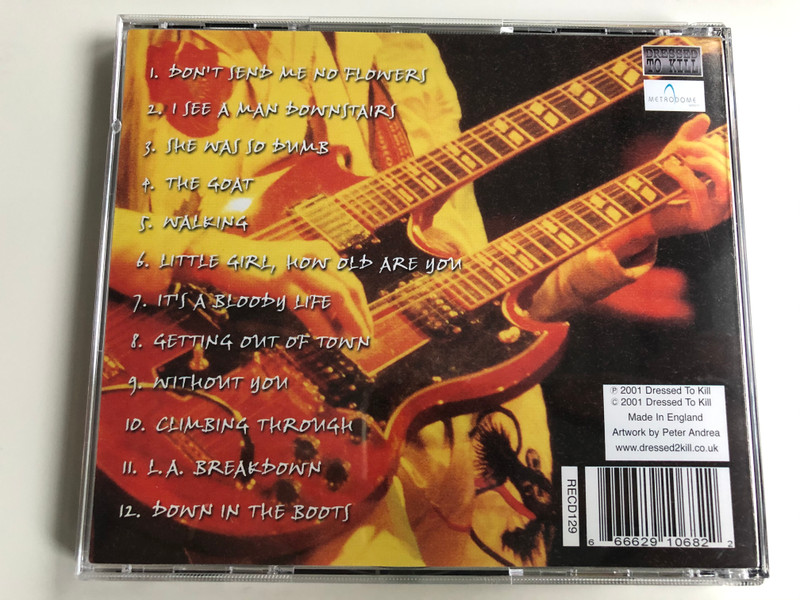 DRESSED
TO KILL
METRODOME
1. DON'T SEND ME NO FLOWERS
2. I SEE A MAN DOWNSTAIRS
3. SHE WAS SO DUMB
4. THE GOAT
5. WALKING
6. LITTLE GIRL, HOW OLD ARE YOU
7. IT'S A BLOODY LIFE
8. GETTING OUT OF TOWN
9. WITHOUT YOU
10. CLIMBING THROUGH
11. L.A. BREAKDOWN
12. DOWN IN THE BOOTS
℗ 2001 Dressed To Kill
© 2001 Dressed To Kill
Made In England
Artwork by Peter Andrea
www.dressed2kill.co.uk
RECD129
6 66629 10682 2